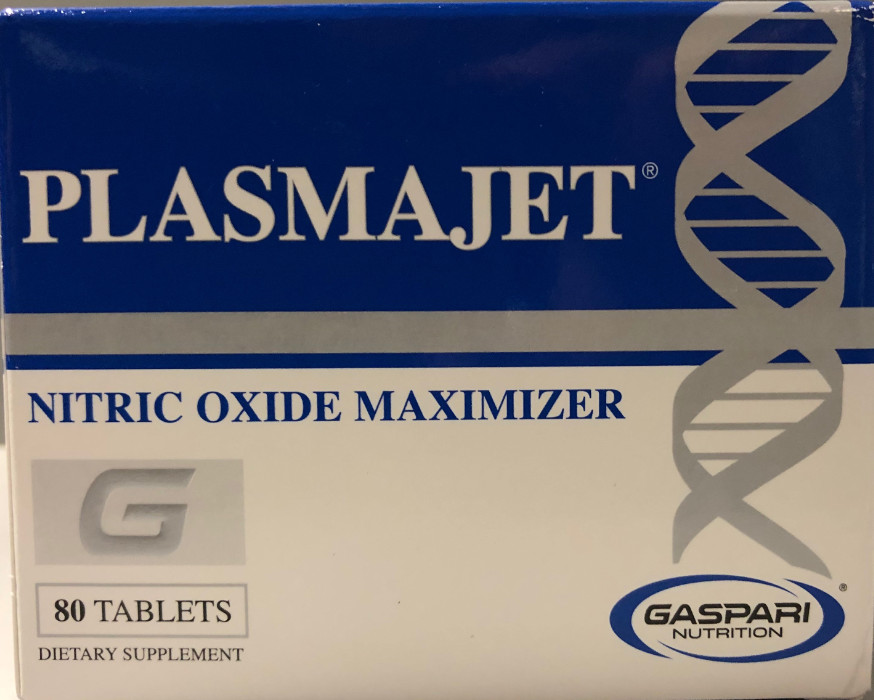 PLASMAJET®
NITRIC OXIDE MAXIMIZER
G
80 TABLETS
DIETARY SUPPLEMENT
GASPARI®
NUTRITION